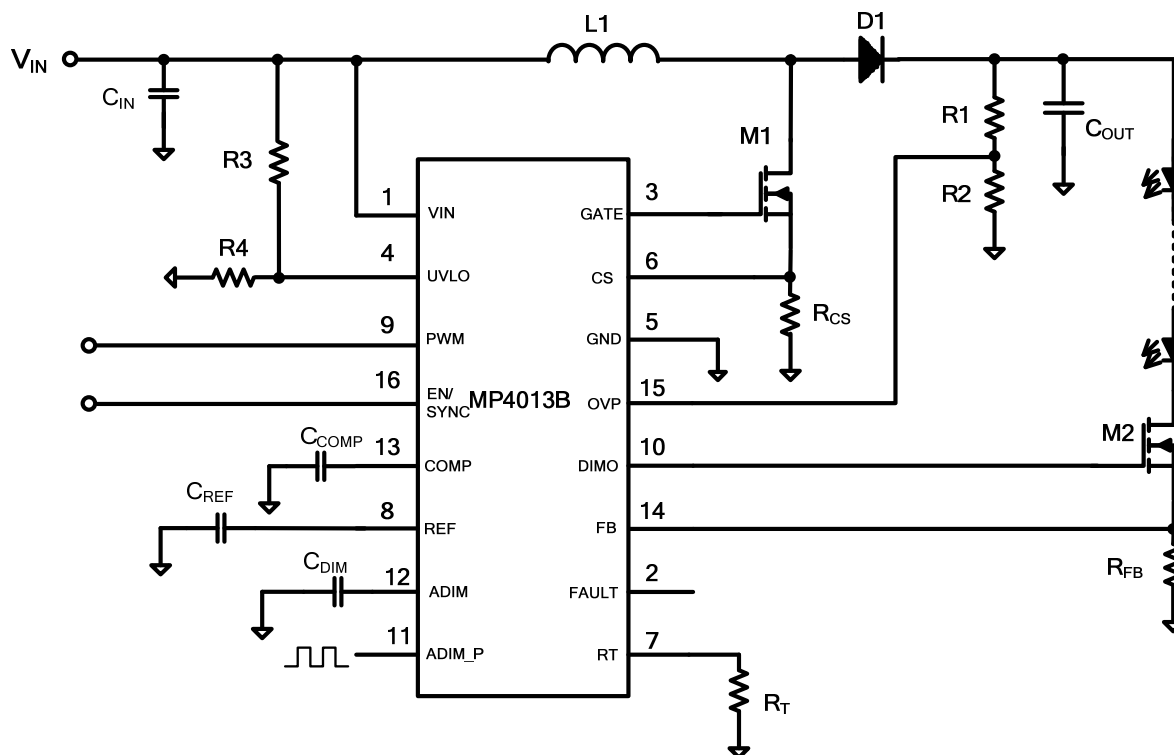 L1
D1
VIN
CIN
R1
COUT
M1
R3
R2
1
3
VIN
GATE
R4
4
6
UVLO
CS
RCS
9
5
PWM
GND
16
15
EN/
SYNC
MP4013B
OVP
M2
CCOMP
13
10
COMP
DIMO
CREF
8
14
REF
FB
CDIM
12
2
RFB
ADIM
FAULT
11
7
ADIM_P
RT
RT